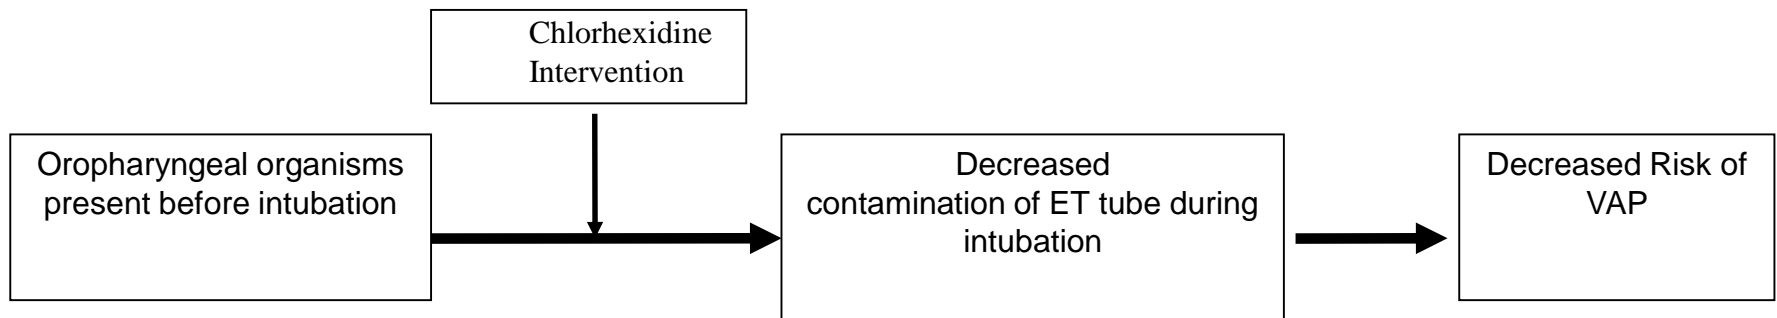 Chlorhexidine
Intervention
Oropharyngeal organisms
present before intubation
Decreased
contamination of ET tube during
intubation
Decreased Risk of
VAP